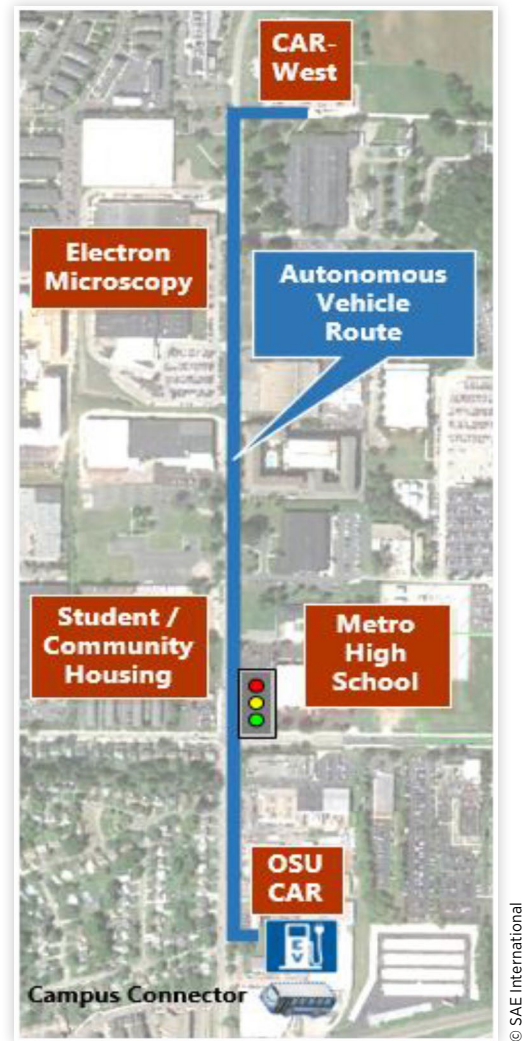 CAR-
West
Electron
Microscopy
Autonomous
Vehicle
Route
Student /
Community
Housing
Metro
High
School
OSU
CAR
EV
Campus Connector
© SAE International